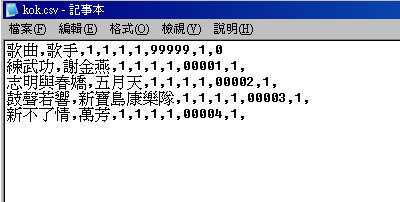 kok.csv - 記事本
檔案(F) 編輯(E) 格式(O) 檢視(V) 說明(H)
歌曲,歌手,1,1,1,1,99999,1,0
練武功,謝金燕,1,1,1,1,00001,1,
志明與春嬌,五月天,1,1,1,1,00002,1,
鼓聲若響,新寶島康樂隊,1,1,1,1,00003,1,
新不了情,萬芳,1,1,1,1,00004,1,